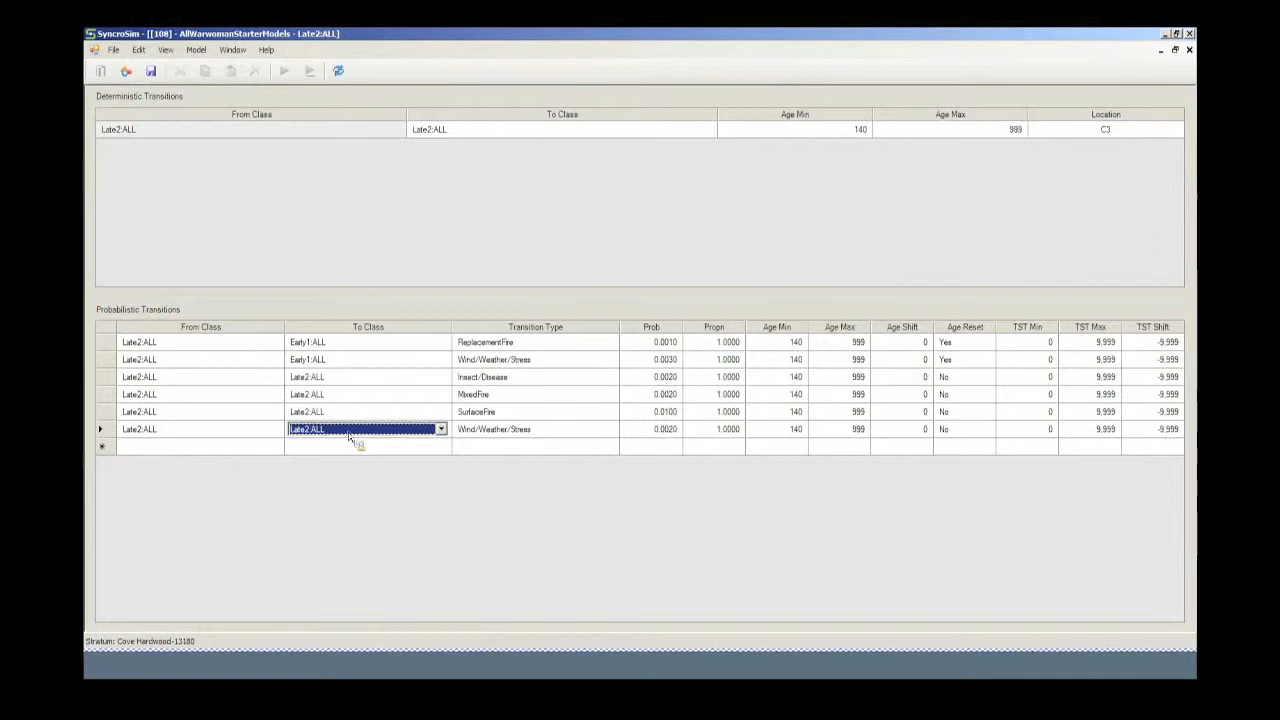 SyncroSim - [[108] - AllWarwomanStarterModels - Late2:ALL]
File Edit View Model Window Help
Deterministic Transitions
From Class To Class Age Min Age Max Location
Late2:ALL Late2:ALL 140 999 C3
Probabilistic Transitions
From Class To Class Transition Type Prob Propn Age Min Age Max Age Shift Age Reset TST Min TST Max TST Shift
Late2:ALL Early1:ALL ReplacementFire 0.0010 1.0000 140 999 0 Yes 0 9,999 -9,999
Late2:ALL Early1:ALL Wind/Weather/Stress 0.0030 1.0000 140 999 0 Yes 0 9,999 -9,999
Late2:ALL Late2:ALL Insect/Disease 0.0020 1.0000 140 999 0 No 0 9,999 -9,999
Late2:ALL Late2:ALL MixedFire 0.0020 1.0000 140 999 0 No 0 9,999 -9,999
Late2:ALL Late2:ALL SurfaceFire 0.0100 1.0000 140 999 0 No 0 9,999 -9,999
Late2:ALL Late2:ALL Wind/Weather/Stress 0.0020 1.0000 140 999 0 No 0 9,999 -9,999
Stratum: Cove Hardwood-13180